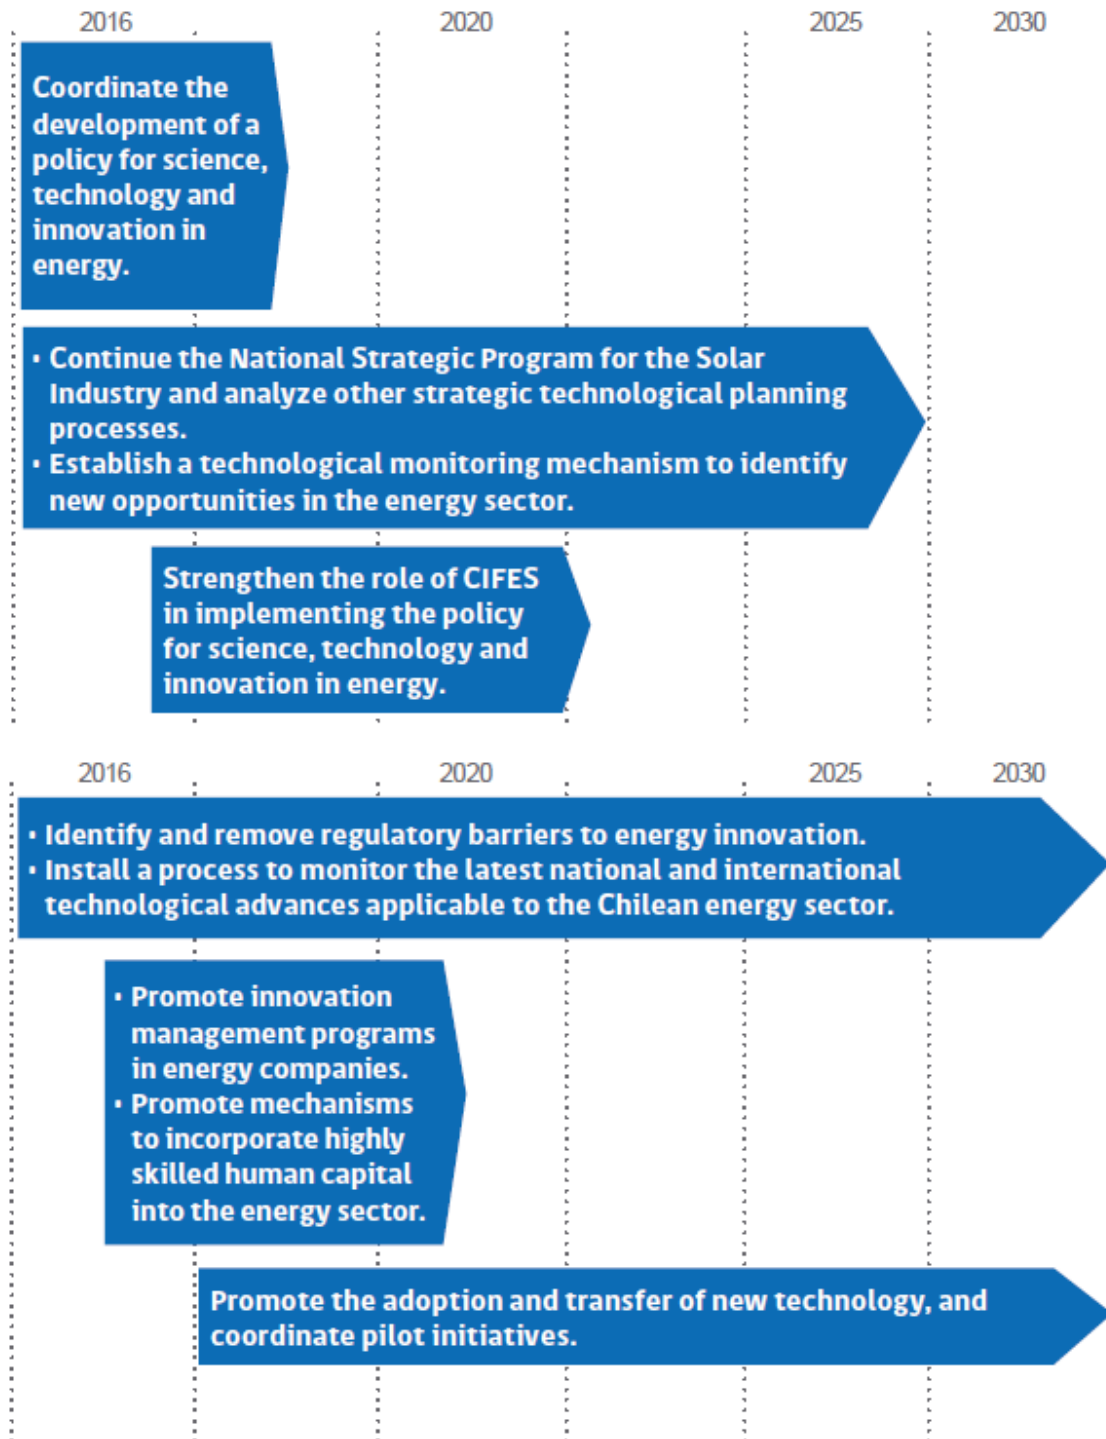 2016 2020 2025 2030
Coordinate the
development of a
policy for science,
technology and
innovation in
energy.
· Continue the National Strategic Program for the Solar
Industry and analyze other strategic technological planning
processes.
· Establish a technological monitoring mechanism to identify
new opportunities in the energy sector.
Strengthen the role of CIFES
in implementing the policy
for science, technology and
innovation in energy.
2016 2020 2025 2030
· Identify and remove regulatory barriers to energy innovation.
· Install a process to monitor the latest national and international
technological advances applicable to the Chilean energy sector.
· Promote innovation
management programs
in energy companies.
· Promote mechanisms
to incorporate highly
skilled human capital
into the energy sector.
Promote the adoption and transfer of new technology, and
coordinate pilot initiatives.